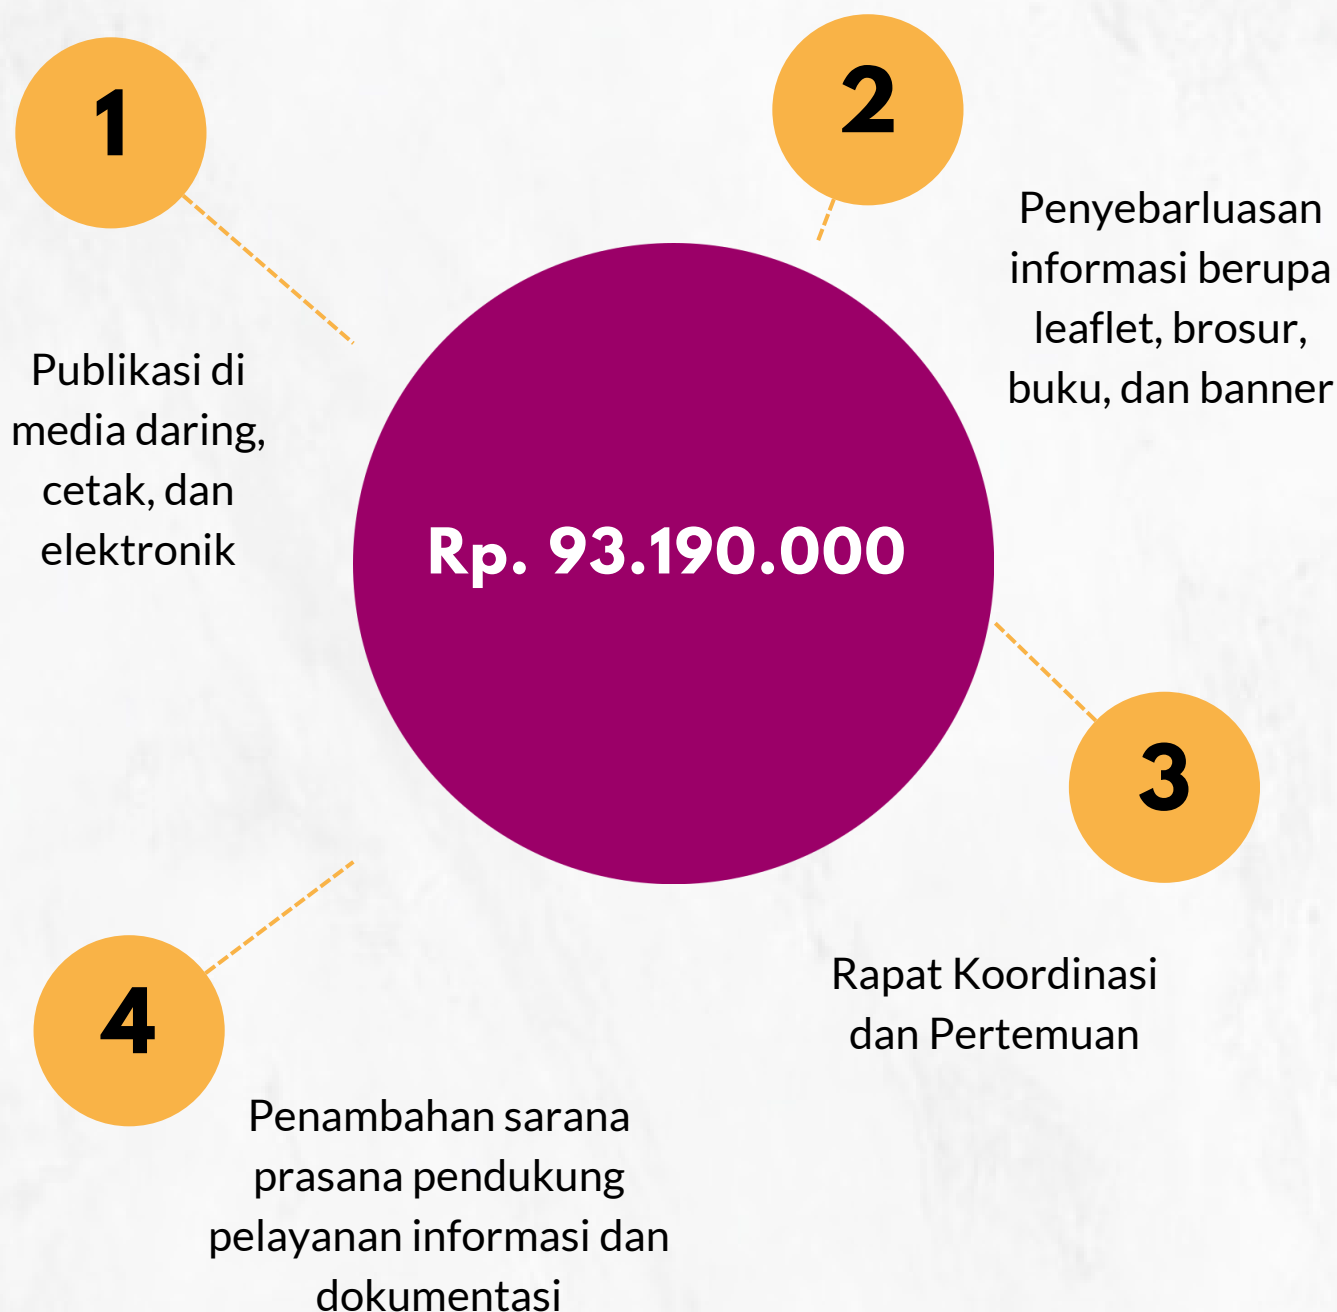 1
Publikasi di
media daring,
cetak, dan
elektronik
2
Penyebarluasan
informasi berupa
leaflet, brosur,
buku, dan banner
Rp. 93.190.000
3
Rapat Koordinasi
dan Pertemuan
4
Penambahan sarana
prasana pendukung
pelayanan informasi dan
dokumentasi